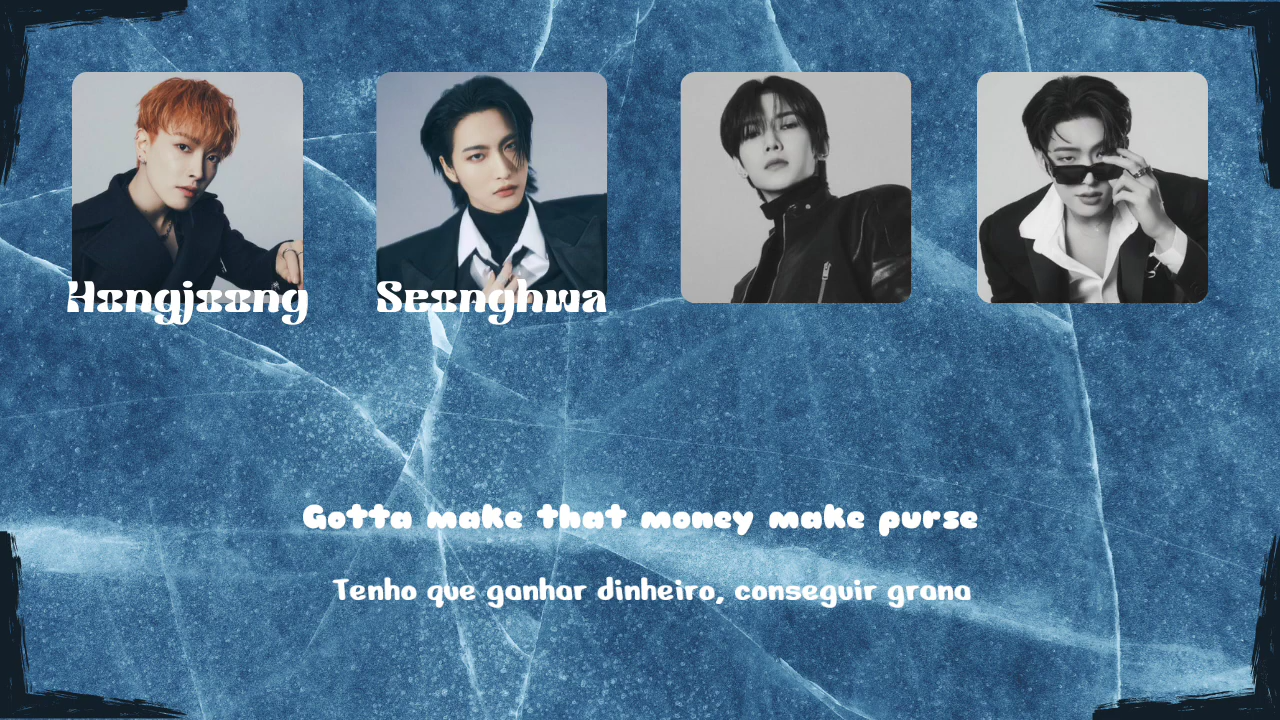 Hongjoong
Seonghwa
Gotta make that money make purse
Tenho que ganhar dinheiro, conseguir grana